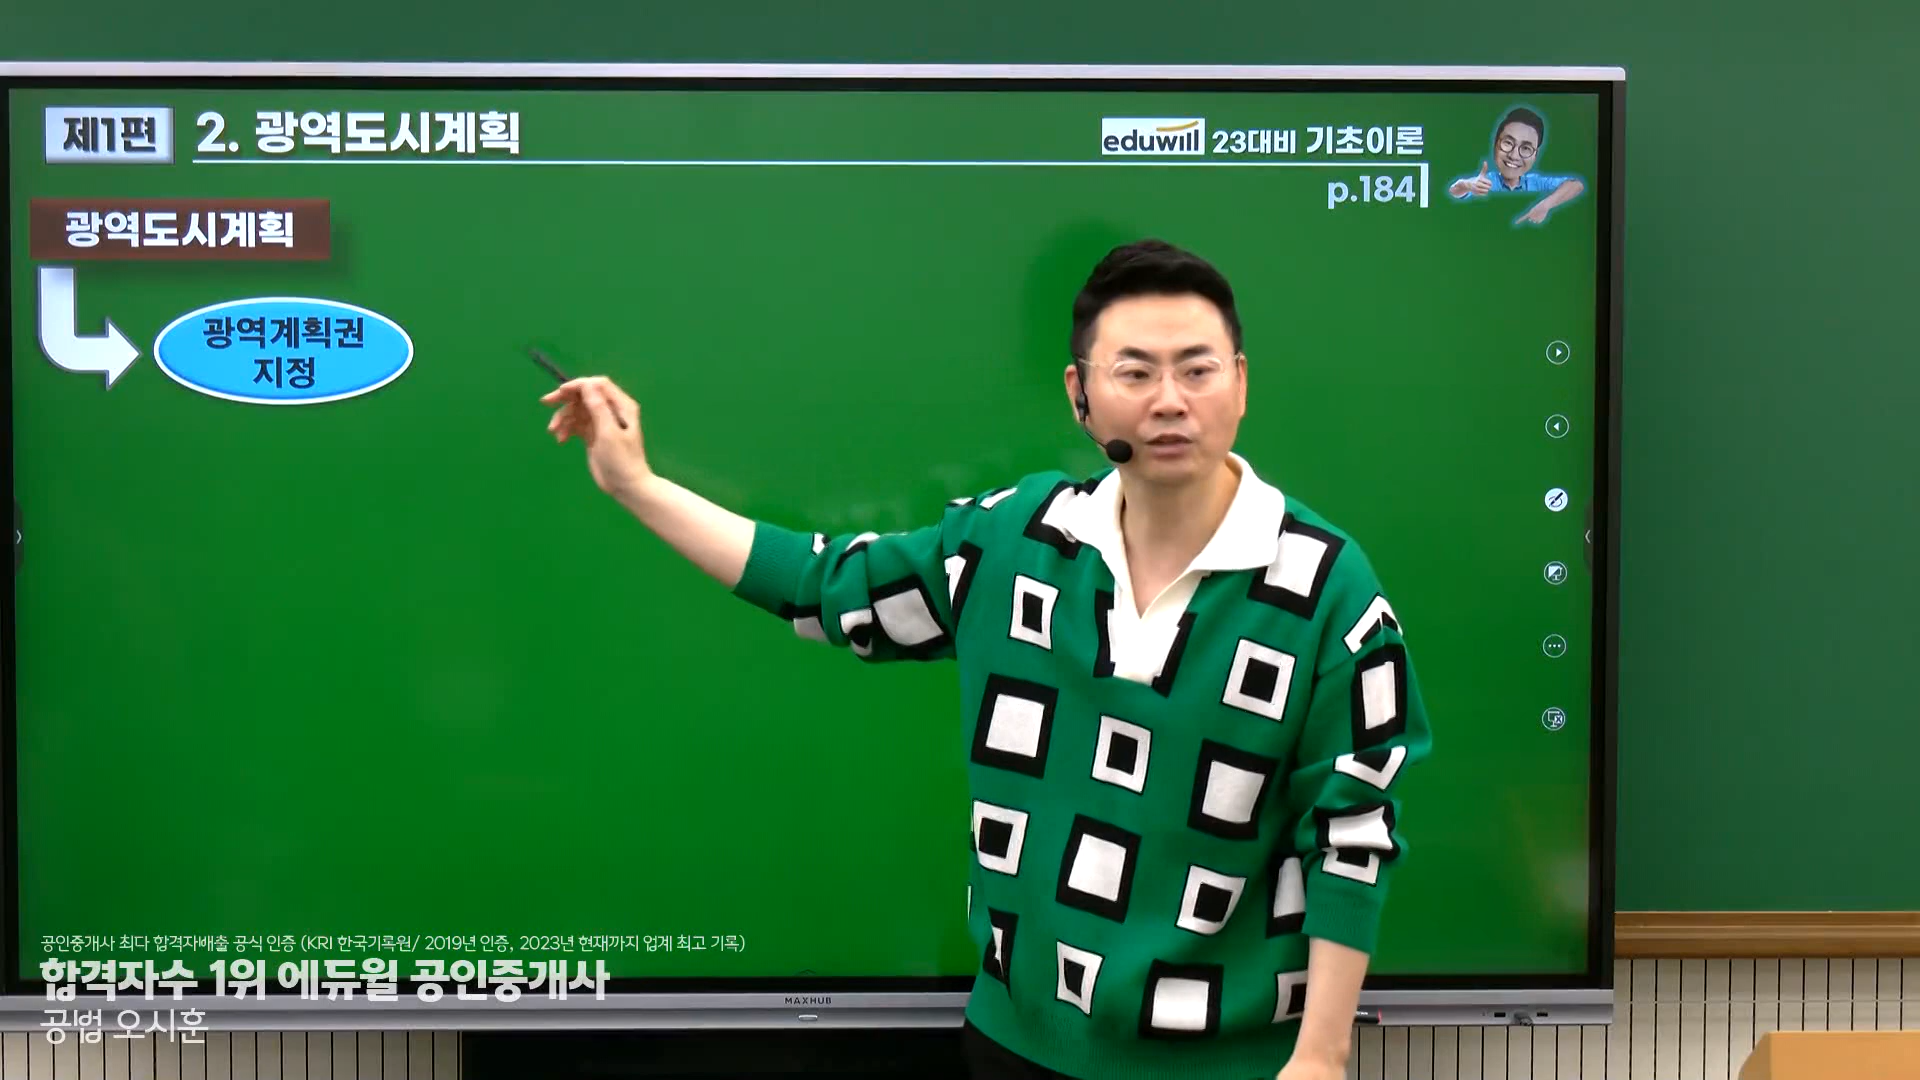 제1편 2. 광역도시계획
eduwill 23대비 기초이론
p.184
광역도시계획
광역계획권
지정
공인중개사 최다 합격자배출 공식 인증 (KRI 한국기록원/ 2019년 인증, 2023년 현재까지 업계 최고 기록)
합격자수 1위 에듀윌 공인중개사
공법 오시훈
MAXHUB